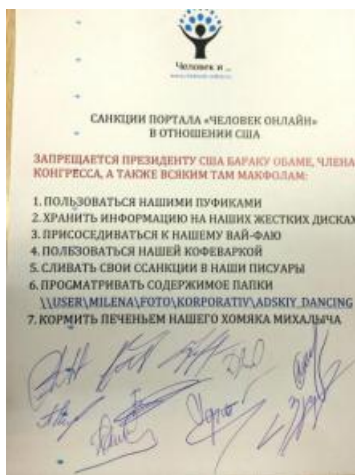 Человек и
САНКЦИИ ПОРТАЛА «ЧЕЛОВЕК ОНЛАЙН»
В ОТНОШЕНИИ США
ЗАПРЕЩАЕТСЯ ПРЕЗИДЕНТУ США БАРАКУ ОБАМЕ, ЧЛЕНА
КОНГРЕССА, А ТАКЖЕ ВСЯКИМ ТАМ МАКФОЛАМ:
1. ПОЛЬЗОВАТЬСЯ НАШИМИ ПУФИКАМИ
2. ХРАНИТЬ ИНФОРМАЦИЮ НА НАШИХ ЖЕСТКИХ ДИСКАХ
3. ПРИСОСЕДИВАТЬСЯ К НАШЕМУ ВАЙ-ФАЮ
4. ПОЛЬЗОВАТЬСЯ НАШЕЙ КОФЕВАРКОЙ
5. СЛИВАТЬ СВОИ ССАНКЦИИ В НАШИ ПИСУАРЫ
6. ПРОСМАТРИВАТЬ СОДЕРЖИМОЕ ПАПКИ
\\USER\MILENA\FOTO\KORPORATIV\ADSKIY_DANCING
7. КОРМИТЬ ПЕЧЕНЬЕМ НАШЕГО ХОМЯКА МИХАЛЫЧА